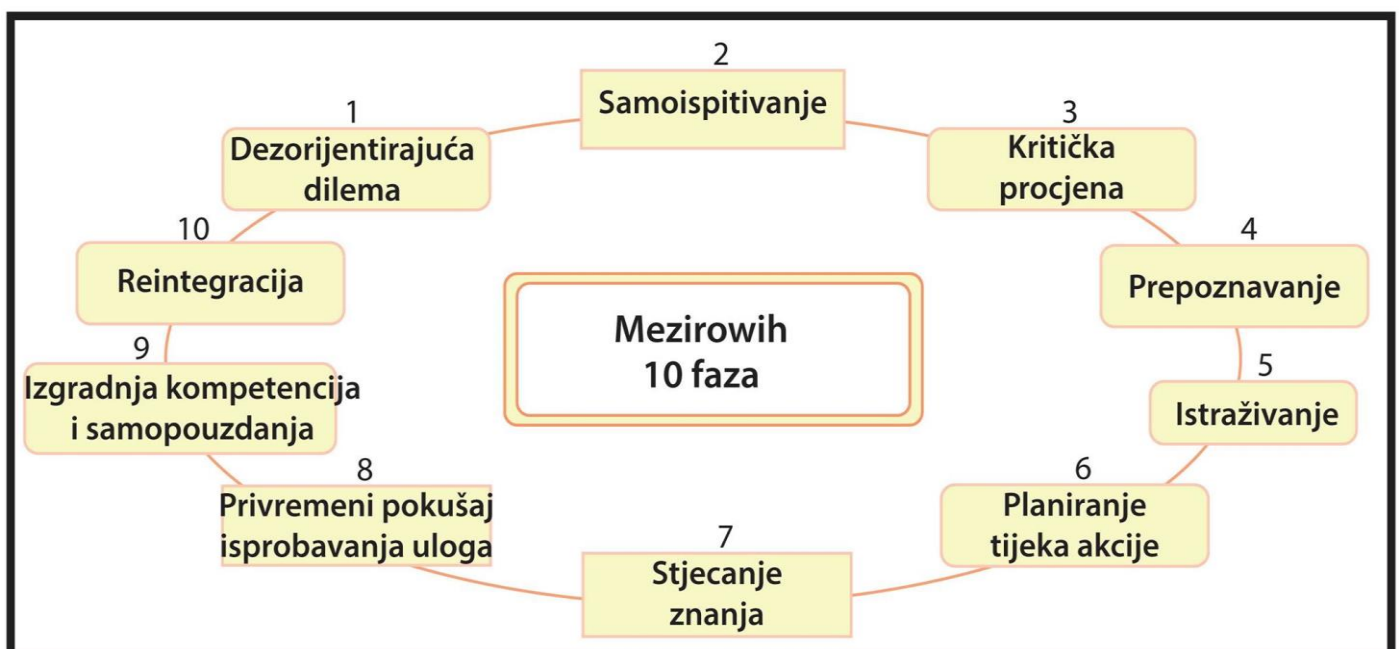 1
Dezorijentirajuća
dilema
2
Samoispitivanje
3
Kritička
procjena
4
Prepoznavanje
5
Istraživanje
6
Planiranje
tijeka akcije
7
Stjecanje
znanja
8
Privremeni pokušaj
isprobavanja uloga
9
Izgradnja kompetencija
i samopouzdanja
10
Reintegracija
Mezirowih
10 faza